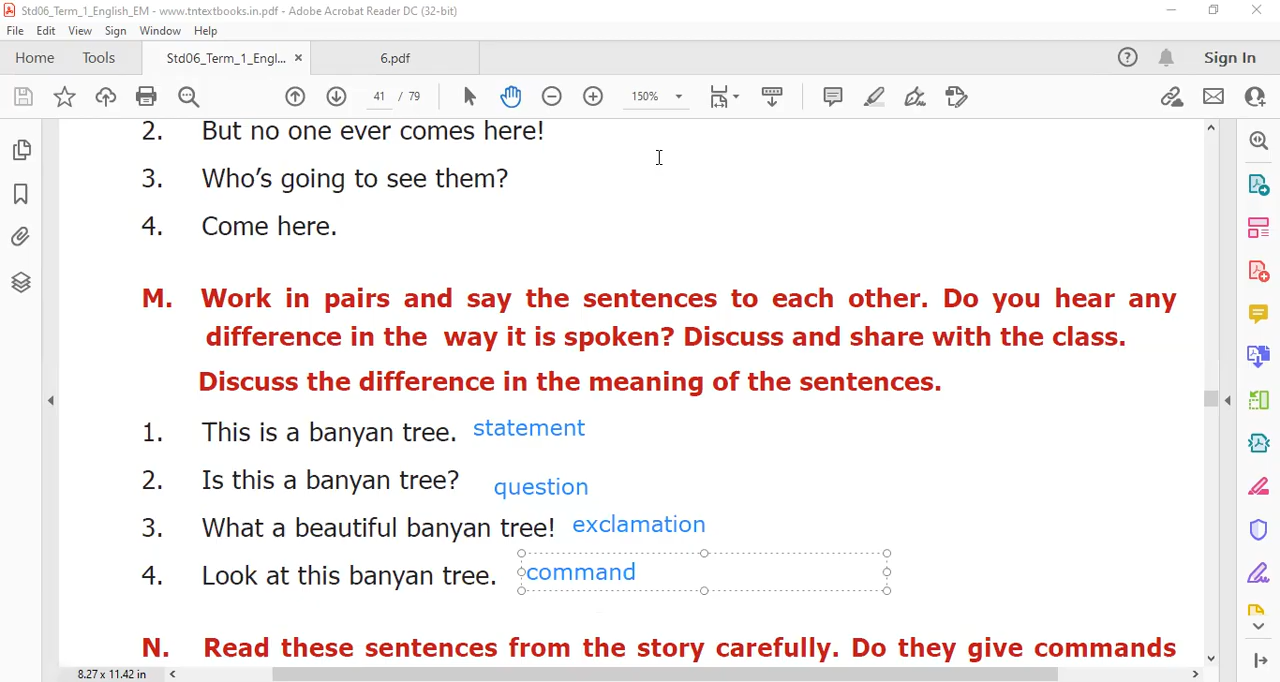 Std06_Term_1_English_EM - www.tntextbooks.in.pdf - Adobe Acrobat Reader DC (32-bit)
File Edit View Sign Window Help
Home Tools Std06_Term_1_Engl... × 6.pdf Sign In
41 / 79 150%
2. But no one ever comes here!
3. Who's going to see them?
4. Come here.
M. Work in pairs and say the sentences to each other. Do you hear any
difference in the way it is spoken? Discuss and share with the class.
Discuss the difference in the meaning of the sentences.
1. This is a banyan tree. statement
2. Is this a banyan tree? question
3. What a beautiful banyan tree! exclamation
4. Look at this banyan tree. command
N. Read these sentences from the story carefully. Do they give commands
8.27 x 11.42 in